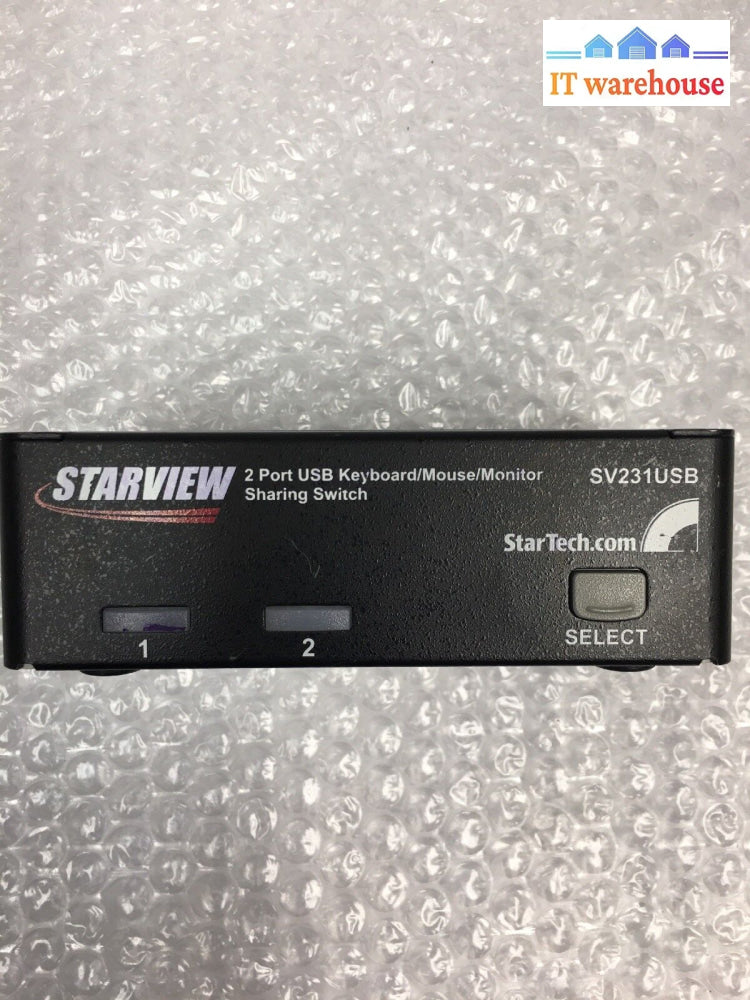 IT warehouse
STARVIEW
2 Port USB Keyboard/Mouse/Monitor
Sharing Switch
SV231USB
StarTech.com
1
2
SELECT